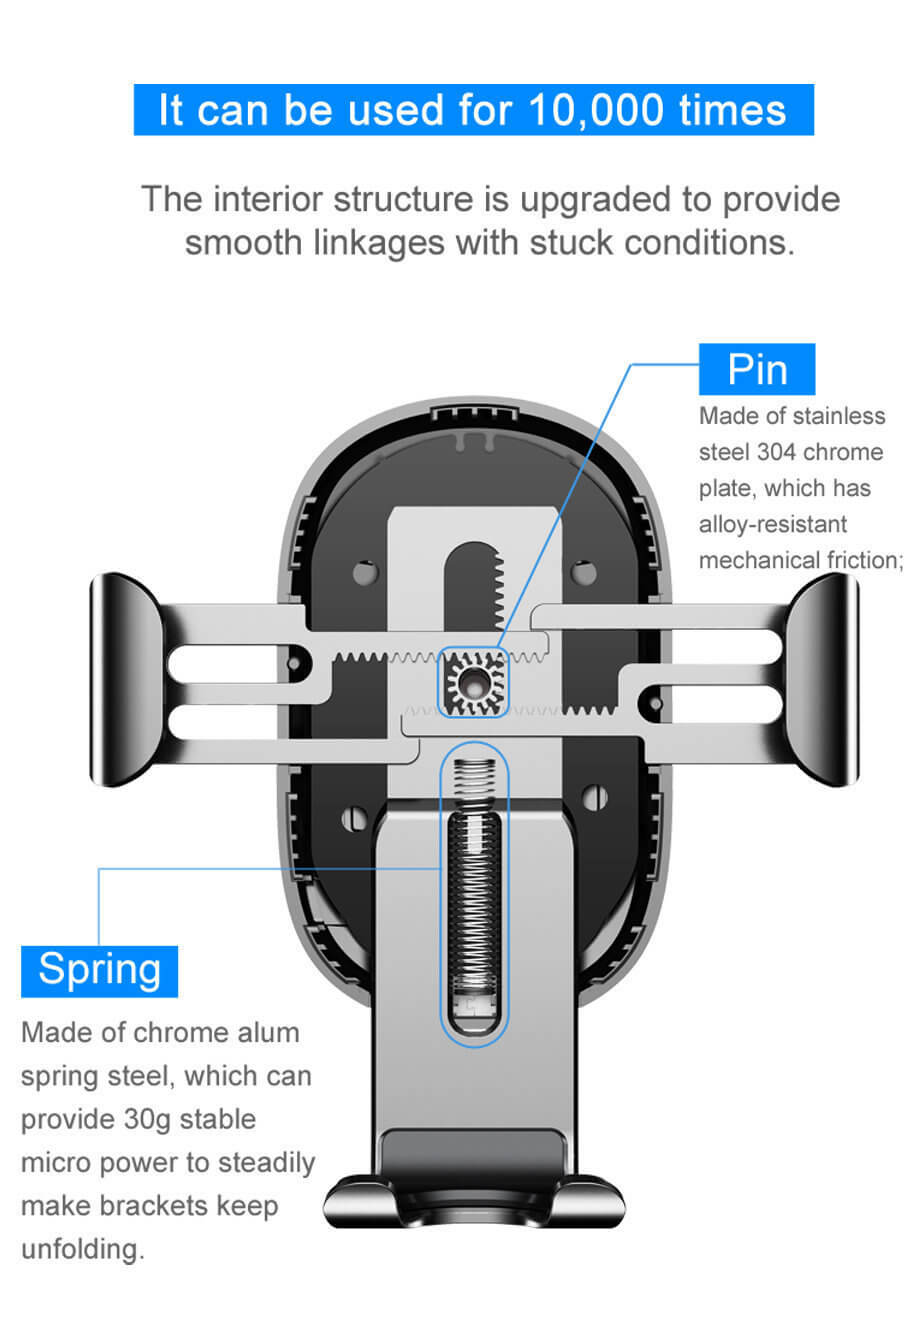 It can be used for 10,000 times
The interior structure is upgraded to provide
smooth linkages with stuck conditions.
Pin
Made of stainless
steel 304 chrome
plate, which has
alloy-resistant
mechanical friction;
Spring
Made of chrome alum
spring steel, which can
provide 30g stable
micro power to steadily
make brackets keep
unfolding.